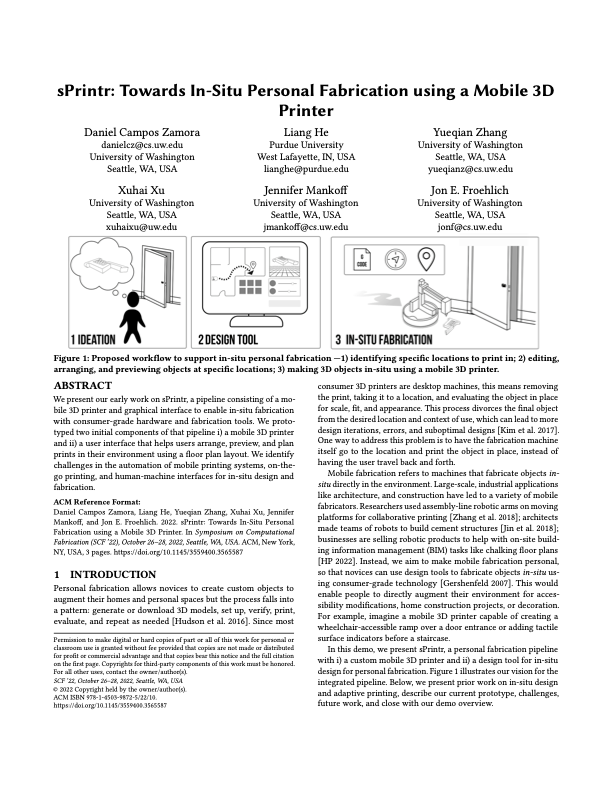 sPrintr: Towards In-Situ Personal Fabrication using a Mobile 3D
Printer
Daniel Campos Zamora
danielcz@cs.uw.edu
University of Washington
Seattle, WA, USA
Liang He
Purdue University
West Lafayette, IN, USA
lianghe@purdue.edu
Yueqian Zhang
University of Washington
Seattle, WA, USA
yueqianz@cs.uw.edu
Xuhai Xu
University of Washington
Seattle, WA, USA
xuhaixu@uw.edu
Jennifer Mankoff
University of Washington
Seattle, WA, USA
jmankoff@cs.uw.edu
Jon E. Froehlich
University of Washington
Seattle, WA, USA
jonf@cs.uw.edu
1 IDEATION
2 DESIGN TOOL
G
CODE
3 IN-SITU FABRICATION
Figure 1: Proposed workflow to support in-situ personal fabrication —1) identifying specific locations to print in; 2) editing,
arranging, and previewing objects at specific locations; 3) making 3D objects in-situ using a mobile 3D printer.
ABSTRACT
We present our early work on sPrintr, a pipeline consisting of a mo-
bile 3D printer and graphical interface to enable in-situ fabrication
with consumer-grade hardware and fabrication tools. We proto-
typed two initial components of that pipeline i) a mobile 3D printer
and ii) a user interface that helps users arrange, preview, and plan
prints in their environment using a floor plan layout. We identify
challenges in the automation of mobile printing systems, on-the-
go printing, and human-machine interfaces for in-situ design and
fabrication.
ACM Reference Format:
Daniel Campos Zamora, Liang He, Yueqian Zhang, Xuhai Xu, Jennifer
Mankoff, and Jon E. Froehlich. 2022. sPrintr: Towards In-Situ Personal
Fabrication using a Mobile 3D Printer. In Symposium on Computational
Fabrication (SCF '22), October 26–28, 2022, Seattle, WA, USA. ACM, New York,
NY, USA, 3 pages. https://doi.org/10.1145/3559400.3565587
1 INTRODUCTION
Personal fabrication allows novices to create custom objects to
augment their homes and personal spaces but the process falls into
a pattern: generate or download 3D models, set up, verify, print,
evaluate, and repeat as needed [Hudson et al. 2016]. Since most
Permission to make digital or hard copies of part or all of this work for personal or
classroom use is granted without fee provided that copies are not made or distributed
for profit or commercial advantage and that copies bear this notice and the full citation
on the first page. Copyrights for third-party components of this work must be honored.
For all other uses, contact the owner/author(s).
SCF '22, October 26–28, 2022, Seattle, WA, USA
© 2022 Copyright held by the owner/author(s).
ACM ISBN 978-1-4503-9872-5/22/10.
https://doi.org/10.1145/3559400.3565587
consumer 3D printers are desktop machines, this means removing
the print, taking it to a location, and evaluating the object in place
for scale, fit, and appearance. This process divorces the final object
from the desired location and context of use, which can lead to more
design iterations, errors, and suboptimal designs [Kim et al. 2017].
One way to address this problem is to have the fabrication machine
itself go to the location and print the object in place, instead of
having the user travel back and forth.
Mobile fabrication refers to machines that fabricate objects in-
situ directly in the environment. Large-scale, industrial applications
like architecture, and construction have led to a variety of mobile
fabricators. Researchers used assembly-line robotic arms on moving
platforms for collaborative printing [Zhang et al. 2018]; architects
made teams of robots to build cement structures [Jin et al. 2018];
businesses are selling robotic products to help with on-site build-
ing information management (BIM) tasks like chalking floor plans
[HP 2022]. Instead, we aim to make mobile fabrication personal,
so that novices can use design tools to fabricate objects in-situ us-
ing consumer-grade technology [Gershenfeld 2007]. This would
enable people to directly augment their environment for acces-
sibility modifications, home construction projects, or decoration.
For example, imagine a mobile 3D printer capable of creating a
wheelchair-accessible ramp over a door entrance or adding tactile
surface indicators before a staircase.
In this demo, we present sPrintr, a personal fabrication pipeline
with i) a custom mobile 3D printer and ii) a design tool for in-situ
design for personal fabrication. Figure 1 illustrates our vision for the
integrated pipeline. Below, we present prior work on in-situ design
and adaptive printing, describe our current prototype, challenges,
future work, and close with our demo overview.